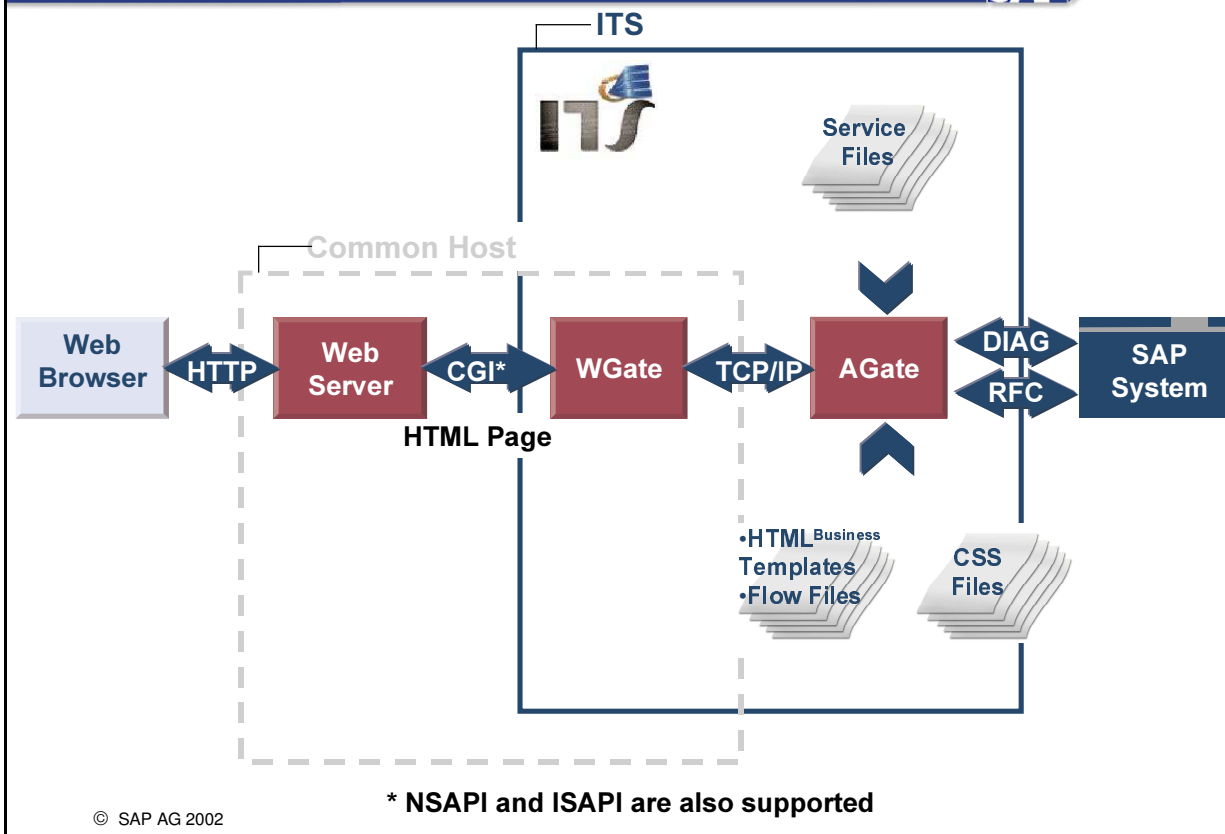 ITS
ITS
Service
Files
Common Host
Web
Browser
HTTP
Web
Server
CGI*
WGate
TCP/IP
AGate
DIAG
RFC
SAP
System
HTML Page
•HTMLBusiness
Templates
•Flow Files
CSS
Files
* NSAPI and ISAPI are also supported
© SAP AG 2002